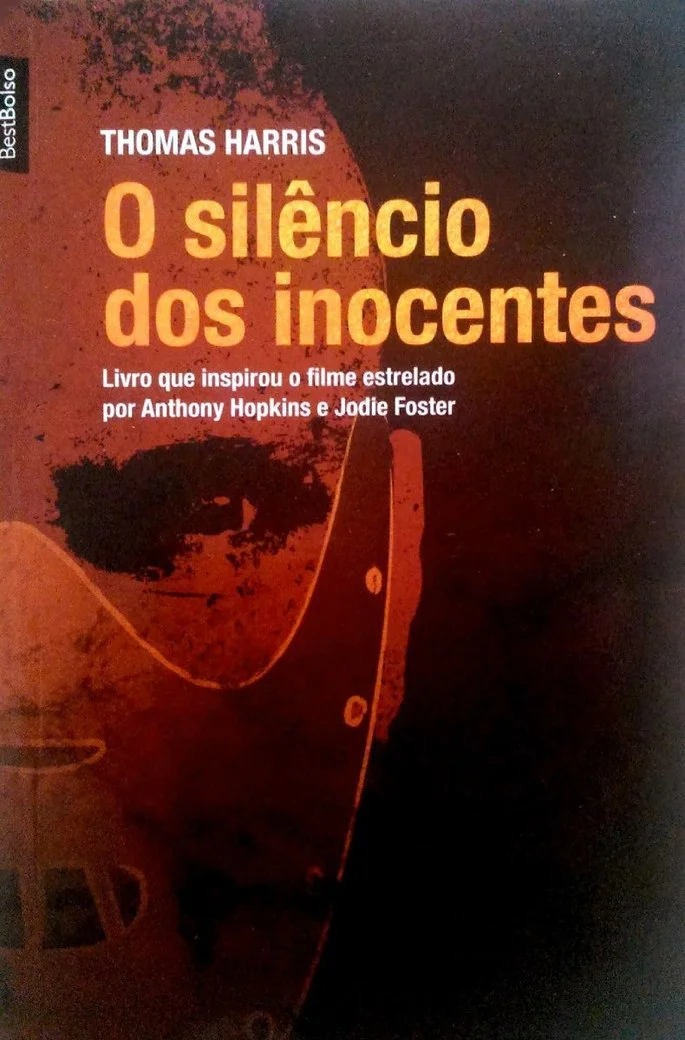 BestBolso
THOMAS HARRIS
O silêncio
dos inocentes
Livro que inspirou o filme estrelado
por Anthony Hopkins e Jodie Foster